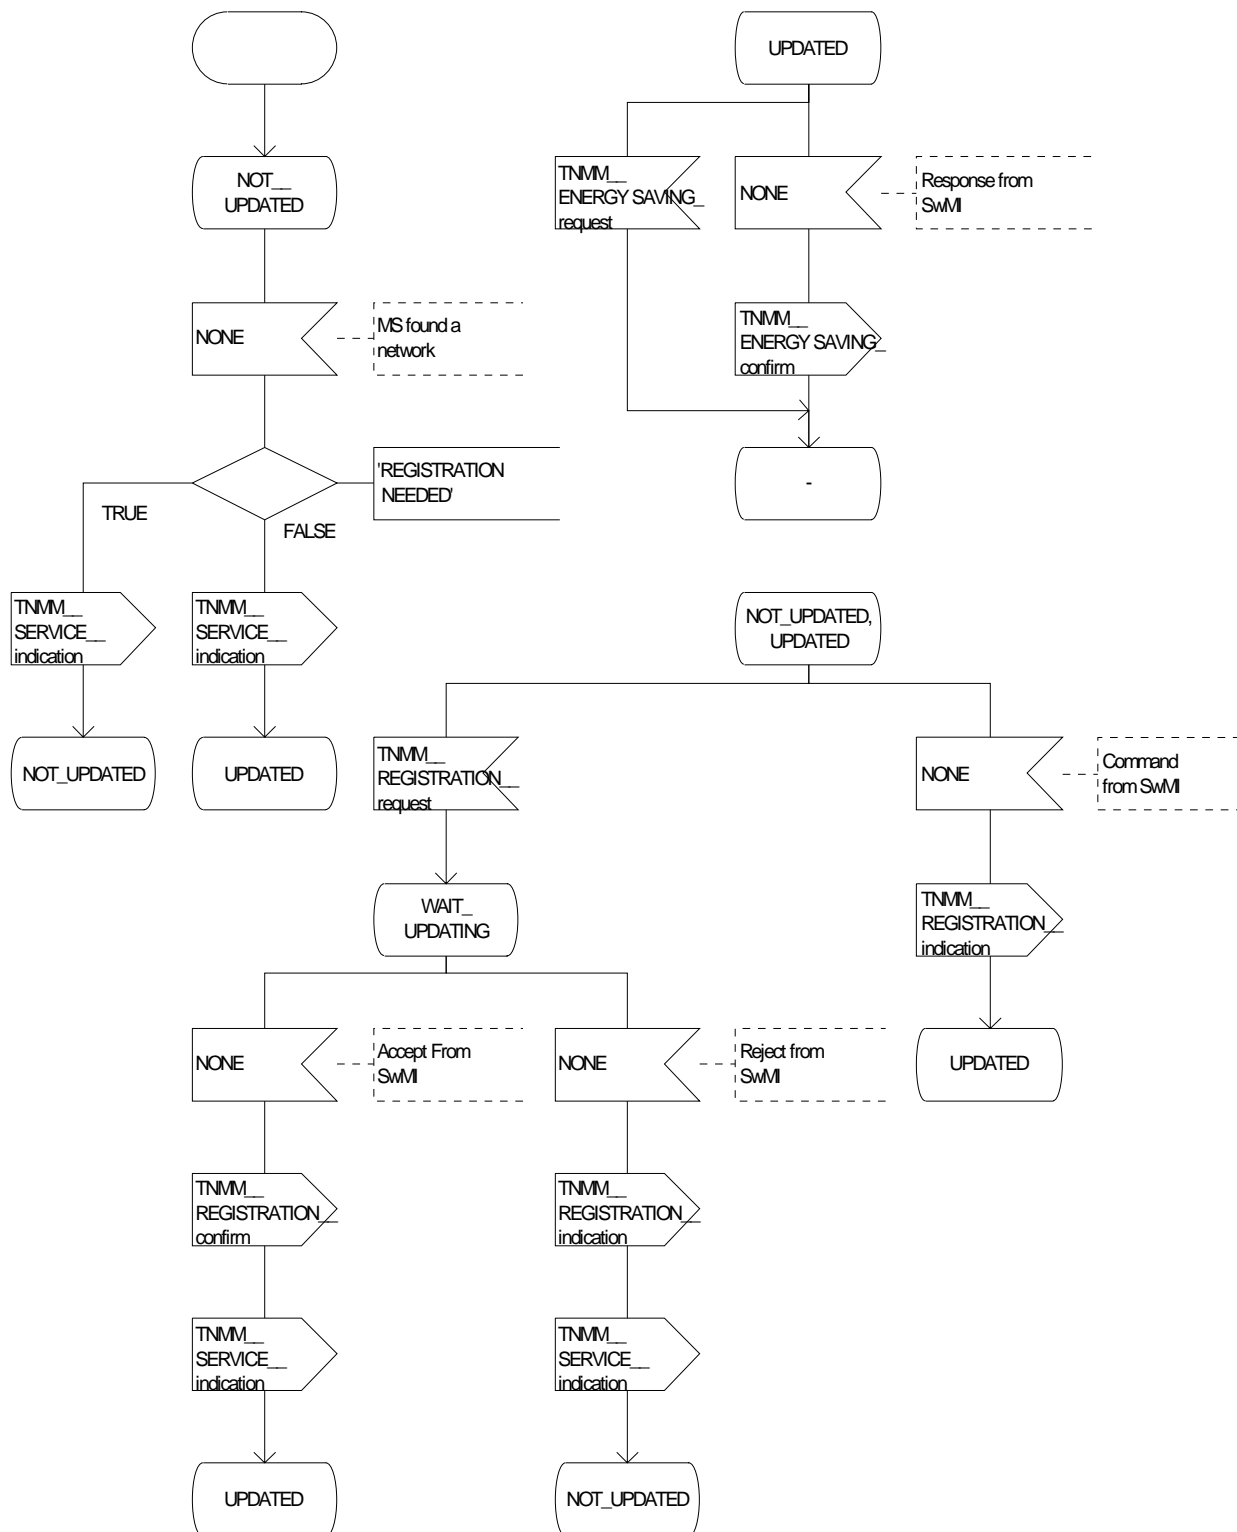 NOT__
UPDATED
NONE
MS found a
network
'REGISTRATION
NEEDED'
TRUE
FALSE
TNMM__
SERVICE__
indication
TNMM__
SERVICE__
indication
NOT_UPDATED
UPDATED
UPDATED
TNMM__
ENERGY SAVING_
request
NONE
Response from
SwMI
TNMM__
ENERGY SAVING_
confirm
-
NOT_UPDATED,
UPDATED
TNMM__
REGISTRATION__
request
NONE
Command
from SwMI
WAIT_
UPDATING
TNMM__
REGISTRATION__
indication
UPDATED
NONE
Accept From
SwMI
NONE
Reject from
SwMI
TNMM__
REGISTRATION__
confirm
TNMM__
REGISTRATION__
indication
TNMM__
SERVICE__
indication
TNMM__
SERVICE__
indication
UPDATED
NOT_UPDATED